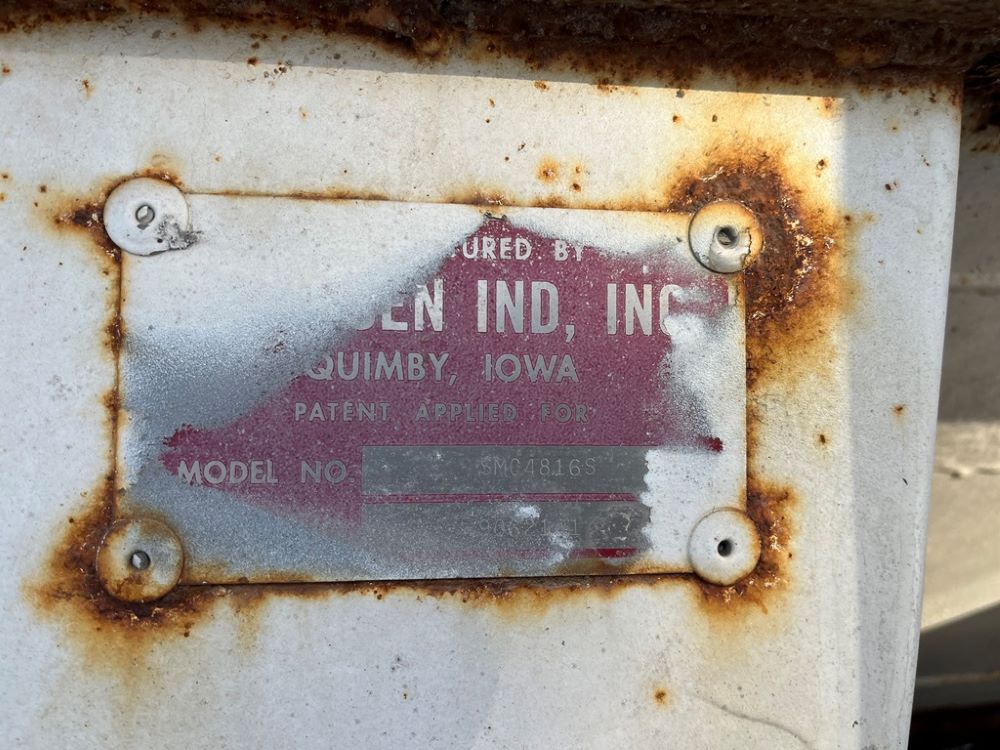 URED BY
EN IND, INC
QUIMBY, IOWA
PATENT APPLIED FOR
MODEL NO. SMC4816S